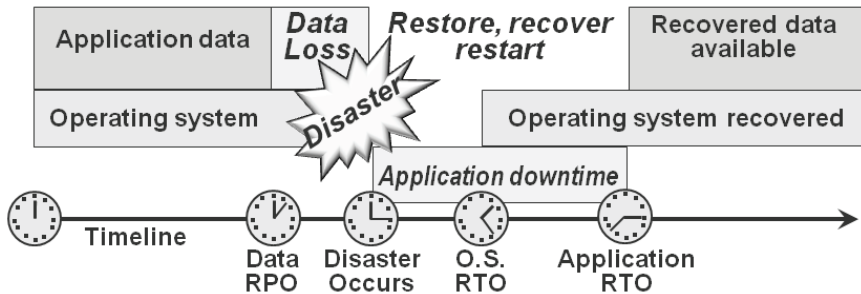 Application data
Data
Loss
Restore, recover
restart
Recovered data
available
Disaster
Operating system
Operating system recovered
Application downtime
Timeline
Data
RPO
Disaster
Occurs
O.S.
RTO
Application
RTO